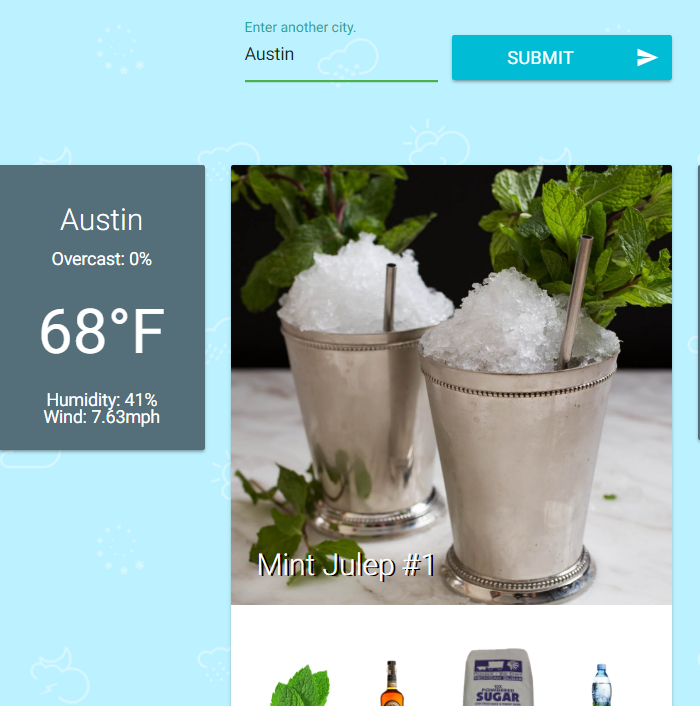 Enter another city.
Austin
SUBMIT
Austin
Overcast: 0%
68°F
Humidity: 41%
Wind: 7.63mph
Mint Julep #1
POWDERED
SUGAR